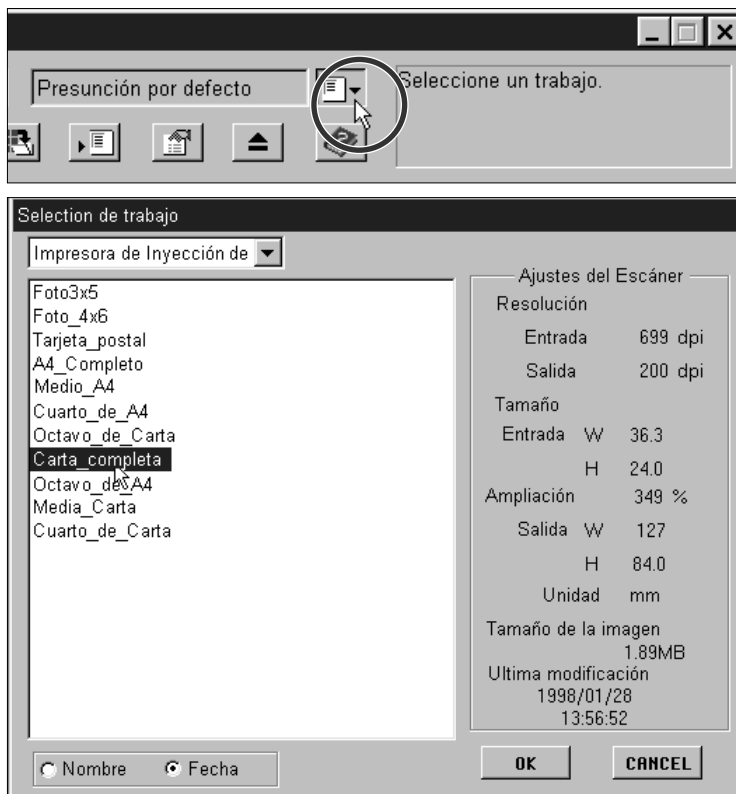 Presunción por defecto
Seleccione un trabajo.
Selection de trabajo
Impresora de Inyección de
Foto3x5
Foto_4x6
Tarjeta_postal
A4_Completo
Medio_A4
Cuarto_de_A4
Octavo_de_Carta
Carta_completa
Octavo_de_A4
Media_Carta
Cuarto_de_Carta
Nombre Fecha
Ajustes del Escáner
Resolución
Entrada 699 dpi
Salida 200 dpi
Tamaño
Entrada W 36.3
H 24.0
Ampliación 349 %
Salida W 127
H 84.0
Unidad mm
Tamaño de la imagen
1.89MB
Ultima modificación
1998/01/28
13:56:52
OK CANCEL